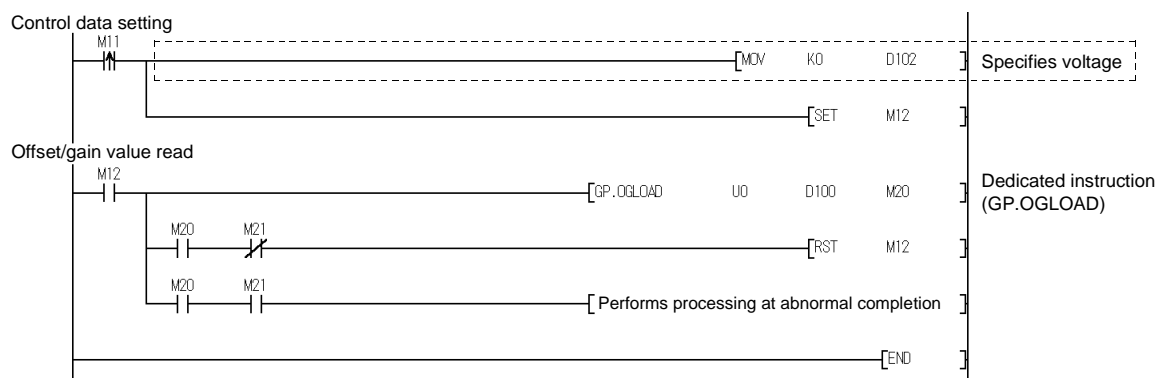 Control data setting
M11
MOV K0 D102 Specifies voltage
SET M12
Offset/gain value read
M12
GP.OGLOAD U0 D100 M20 Dedicated instruction
(GP.OGLOAD)
M20 M21
RST M12
M20 M21
Performs processing at abnormal completion
END